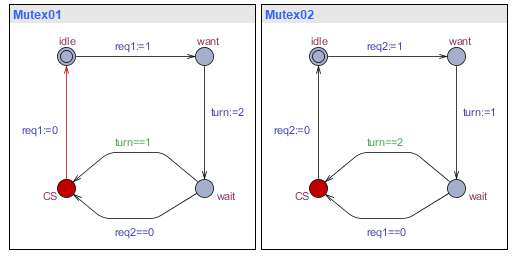 Mutex01
idle
req1:=1
want
req1:=0
turn:=2
turn==1
CS
wait
req2==0
Mutex02
idle
req2:=1
want
req2:=0
turn:=1
turn==2
CS
wait
req1==0